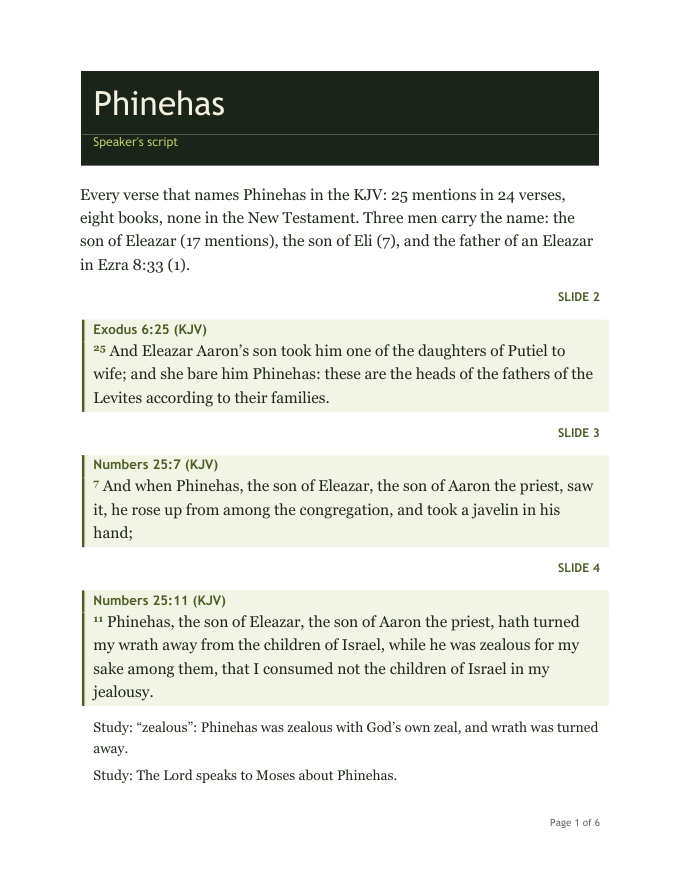 Phinehas
Speaker's script
Every verse that names Phinehas in the KJV: 25 mentions in 24 verses,
eight books, none in the New Testament. Three men carry the name: the
son of Eleazar (17 mentions), the son of Eli (7), and the father of an Eleazar
in Ezra 8:33 (1).
SLIDE 2
Exodus 6:25 (KJV)
25 And Eleazar Aaron’s son took him one of the daughters of Putiel to
wife; and she bare him Phinehas: these are the heads of the fathers of the
Levites according to their families.
SLIDE 3
Numbers 25:7 (KJV)
7 And when Phinehas, the son of Eleazar, the son of Aaron the priest, saw
it, he rose up from among the congregation, and took a javelin in his
hand;
SLIDE 4
Numbers 25:11 (KJV)
11 Phinehas, the son of Eleazar, the son of Aaron the priest, hath turned
my wrath away from the children of Israel, while he was zealous for my
sake among them, that I consumed not the children of Israel in my
jealousy.
Study: “zealous”: Phinehas was zealous with God’s own zeal, and wrath was turned
away.
Study: The Lord speaks to Moses about Phinehas.
Page 1 of 6